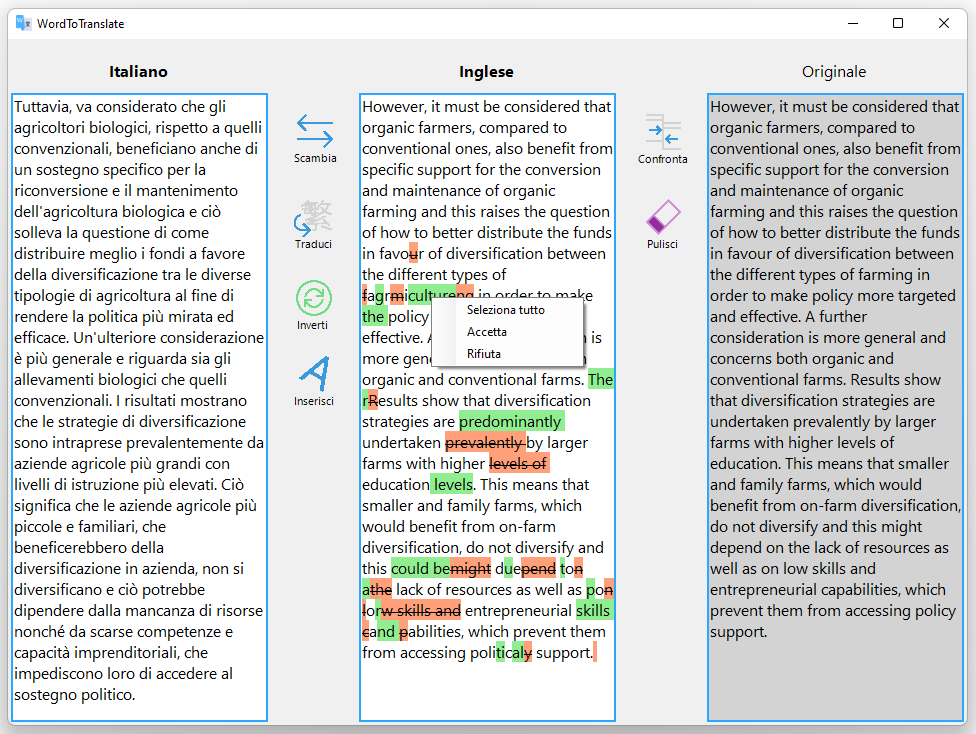 WordToTranslate
Italiano
Tuttavia, va considerato che gli
agricoltori biologici, rispetto a quelli
convenzionali, beneficiano anche di
un sostegno specifico per la
riconversione e il mantenimento
dell'agricoltura biologica e ciò
solleva la questione di come
distribuire meglio i fondi a favore
della diversificazione tra le diverse
tipologie di agricoltura al fine di
rendere la politica più mirata ed
efficace. Un'ulteriore considerazione
è più generale e riguarda sia gli
allevamenti biologici che quelli
convenzionali. I risultati mostrano
che le strategie di diversificazione
sono intraprese prevalentemente da
aziende agricole più grandi con
livelli di istruzione più elevati. Ciò
significa che le aziende agricole più
piccole e familiari, che
beneficerebbero della
diversificazione in azienda, non si
diversificano e ciò potrebbe
dipendere dalla mancanza di risorse
nonché da scarse competenze e
capacità imprenditoriali, che
impediscono loro di accedere al
sostegno politico.
Scambia
Traduci
Inverti
Inserisci
Inglese
However, it must be considered that
organic farmers, compared to
conventional ones, also benefit from
specific support for the conversion
and maintenance of organic
farming and this raises the question
of how to better distribute the funds
in favour of diversification between
the different types of
fagrmicultureng in order to make
the policy
effective. is
more
organic and conventional farms. The
rResults show that diversification
strategies are predominantly
undertaken prevalently by larger
farms with higher levels of
education levels. This means that
smaller and family farms, which
would benefit from on-farm
diversification, do not diversify and
this could bemight duepend ton
athe lack of resources as well as pon
lorw skills and entrepreneurial skills
cand pabilities, which prevent them
from accessing politicaly support.
Seleziona tutto
Accetta
Rifiuta
Confronta
Pulisci
Originale
However, it must be considered that
organic farmers, compared to
conventional ones, also benefit from
specific support for the conversion
and maintenance of organic
farming and this raises the question
of how to better distribute the funds
in favour of diversification between
the different types of farming in
order to make policy more targeted
and effective. A further
consideration is more general and
concerns both organic and
conventional farms. Results show
that diversification strategies are
undertaken prevalently by larger
farms with higher levels of
education. This means that smaller
and family farms, which would
benefit from on-farm diversification,
do not diversify and this might
depend on the lack of resources as
well as on low skills and
entrepreneurial capabilities, which
prevent them from accessing policy
support.